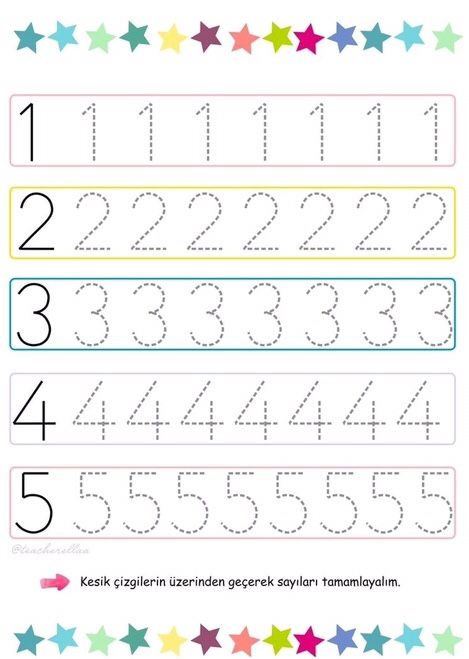 1 1 1 1 1 1 1 1
2 2 2 2 2 2 2 2
3 3 3 3 3 3 3 3
4 4 4 4 4 4 4 4
5 5 5 5 5 5 5 5
@teacherellaa
Kesik çizgilerin üzerinden geçerek sayıları tamamlayalım.